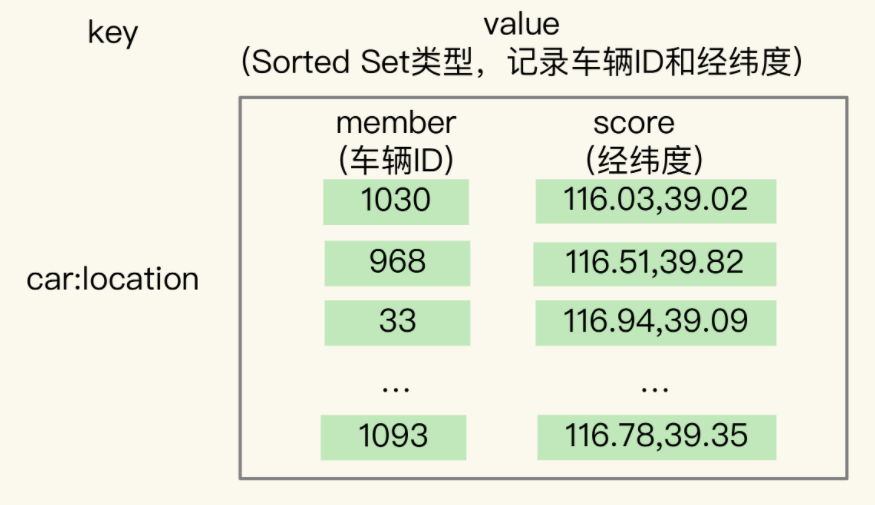 key
value
（Sorted Set类型，记录车辆ID和经纬度）
member
score
（车辆ID）
（经纬度）
1030
116.03,39.02
968
116.51,39.82
car:location
33
116.94,39.09
...
...
1093
116.78,39.35